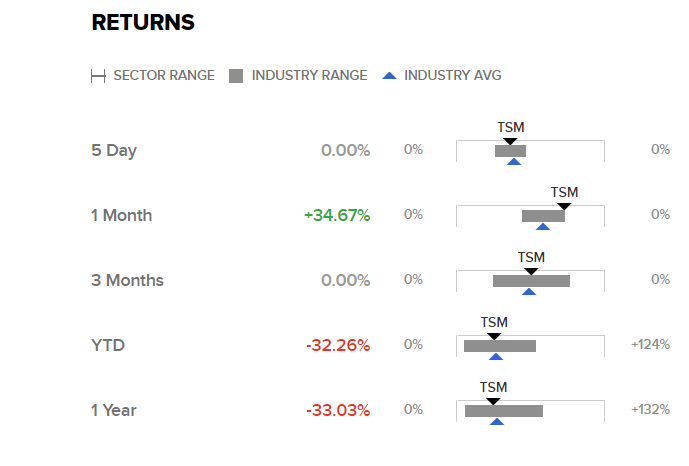 RETURNS
SECTOR RANGE INDUSTRY RANGE INDUSTRY AVG
TSM
5 Day 0.00% 0% 0%
TSM
1 Month +34.67% 0% 0%
TSM
3 Months 0.00% 0% 0%
TSM
YTD -32.26% 0% +124%
TSM
1 Year -33.03% 0% +132%